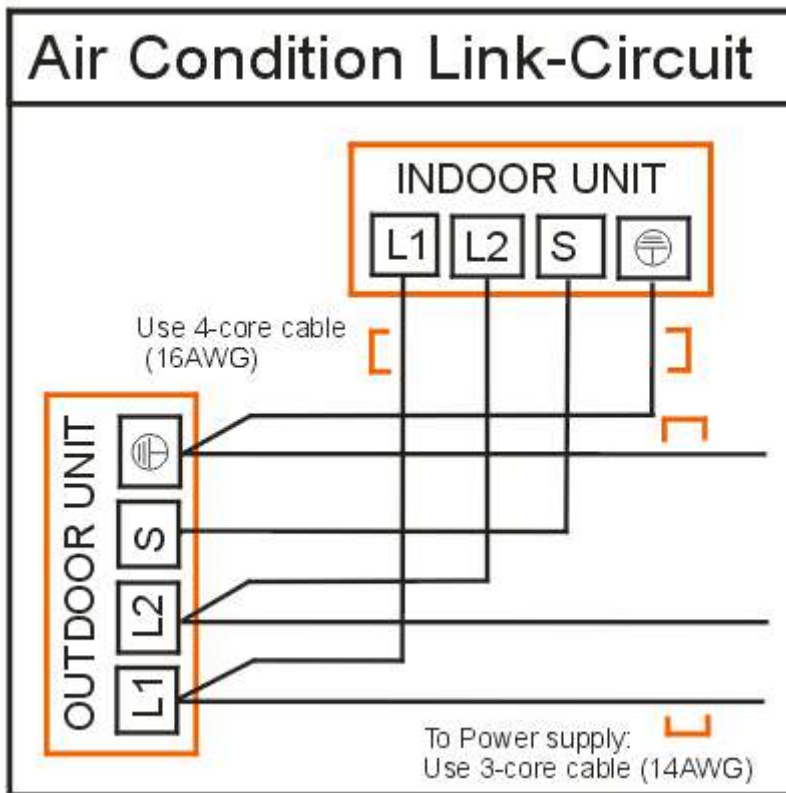 Air Condition Link-Circuit
INDOOR UNIT
L1 L2 S
Use 4-core cable
(16AWG)
OUTDOOR UNIT
S
L2
L1
To Power supply:
Use 3-core cable (14AWG)